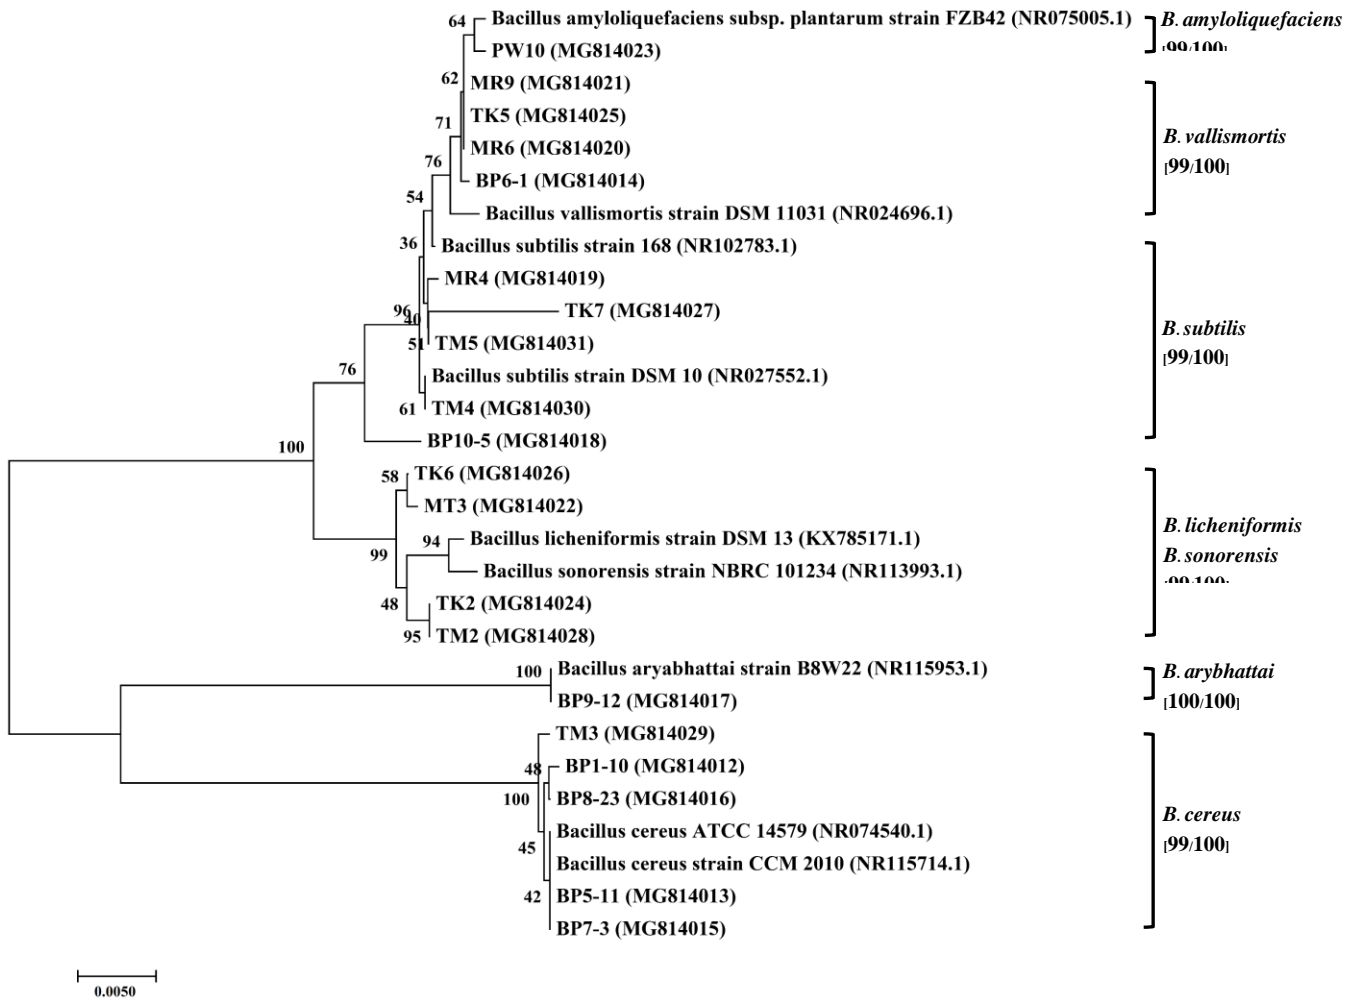 64
Bacillus amyloliquefaciens subsp. plantarum strain FZB42 (NR075005.1)
B. amyloliquefaciens
[99/100]
PW10 (MG814023)
62
MR9 (MG814021)
71
TK5 (MG814025)
B. vallismortis
MR6 (MG814020)
76
[99/100]
BP6-1 (MG814014)
54
Bacillus vallismortis strain DSM 11031 (NR024696.1)
36
Bacillus subtilis strain 168 (NR102783.1)
MR4 (MG814019)
96
40
TK7 (MG814027)
B. subtilis
51
TM5 (MG814031)
[99/100]
76
Bacillus subtilis strain DSM 10 (NR027552.1)
61
TM4 (MG814030)
100
BP10-5 (MG814018)
58
TK6 (MG814026)
MT3 (MG814022)
B. licheniformis
94
Bacillus licheniformis strain DSM 13 (KX785171.1)
99
B. sonorensis
[99/100]
Bacillus sonorensis strain NBRC 101234 (NR113993.1)
48
TK2 (MG814024)
95
TM2 (MG814028)
100
Bacillus aryabhattai strain B8W22 (NR115953.1)
B. arybhattai
BP9-12 (MG814017)
[100/100]
TM3 (MG814029)
48
BP1-10 (MG814012)
100
BP8-23 (MG814016)
B. cereus
Bacillus cereus ATCC 14579 (NR074540.1)
45
[99/100]
Bacillus cereus strain CCM 2010 (NR115714.1)
42
BP5-11 (MG814013)
BP7-3 (MG814015)
0.0050